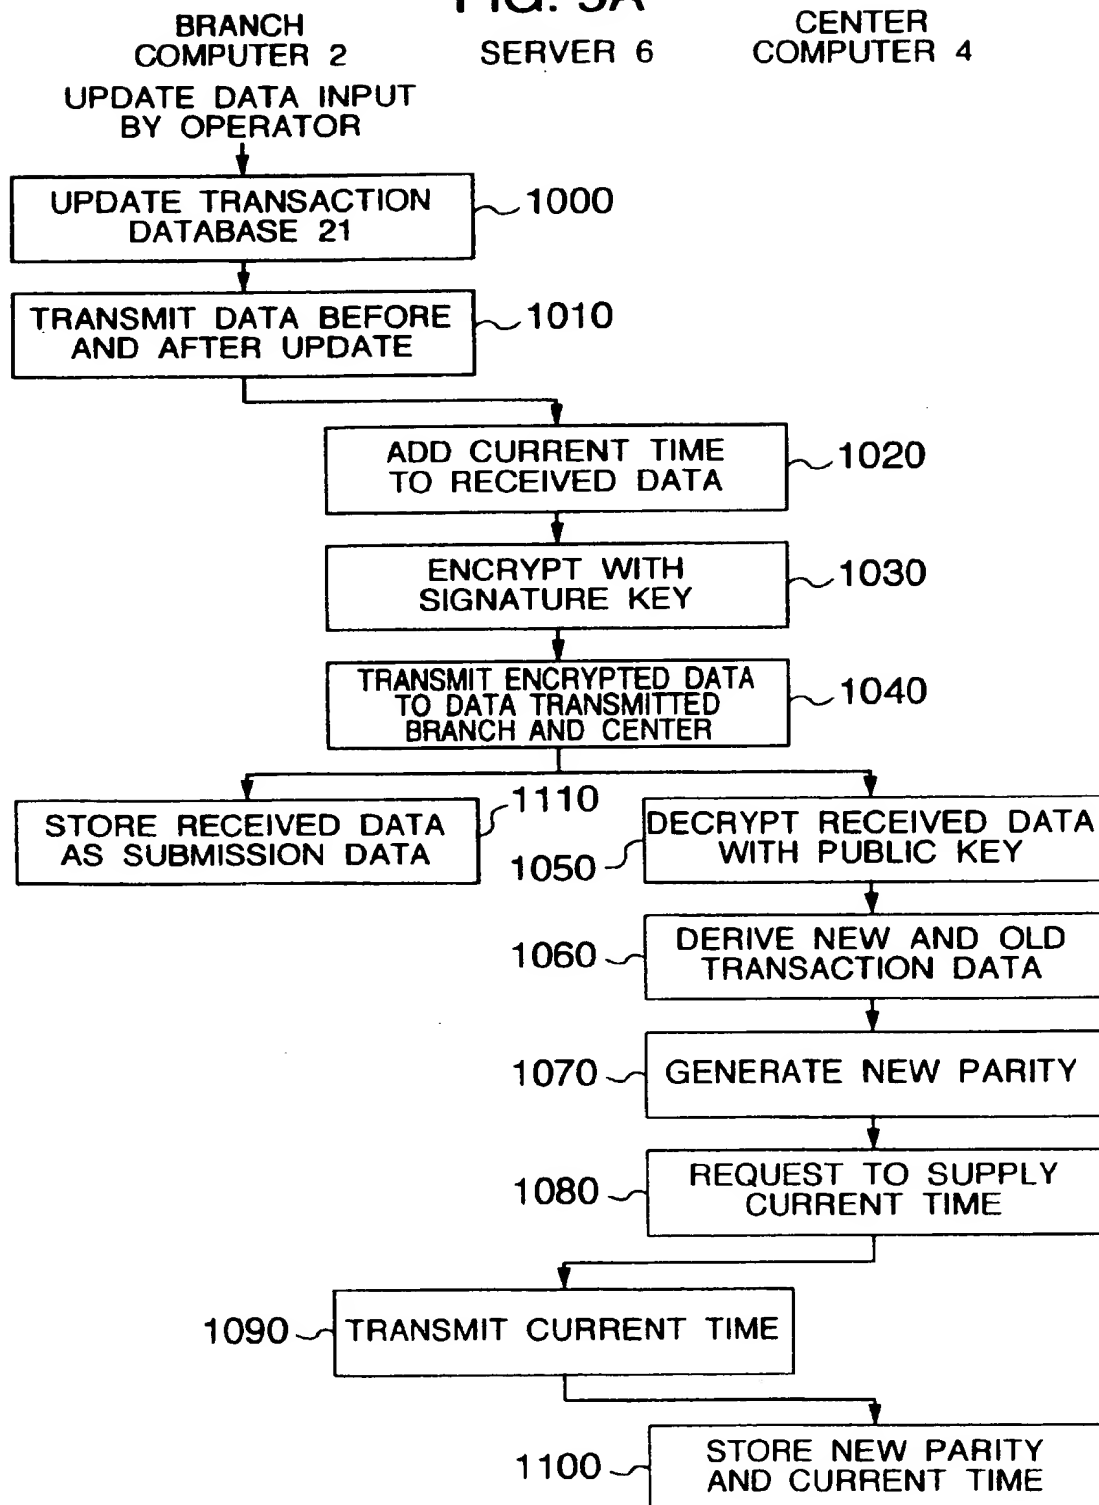 BRANCH
COMPUTER 2
SERVER 6
CENTER
COMPUTER 4
UPDATE DATA INPUT
BY OPERATOR
UPDATE TRANSACTION
DATABASE 21
1000
TRANSMIT DATA BEFORE
AND AFTER UPDATE
1010
ADD CURRENT TIME
TO RECEIVED DATA
1020
ENCRYPT WITH
SIGNATURE KEY
1030
TRANSMIT ENCRYPTED DATA
TO DATA TRANSMITTED
BRANCH AND CENTER
1040
STORE RECEIVED DATA
AS SUBMISSION DATA
1110
DECRYPT RECEIVED DATA
WITH PUBLIC KEY
1050
DERIVE NEW AND OLD
TRANSACTION DATA
1060
GENERATE NEW PARITY
1070
REQUEST TO SUPPLY
CURRENT TIME
1080
TRANSMIT CURRENT TIME
1090
STORE NEW PARITY
AND CURRENT TIME
1100